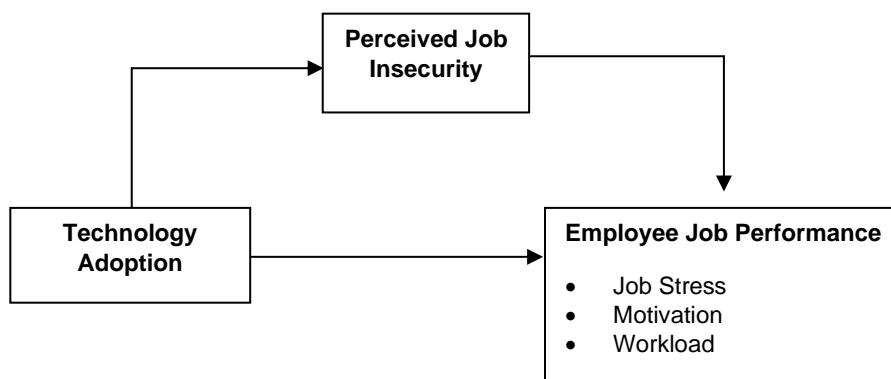 Perceived Job
Insecurity
Technology
Adoption
Employee Job Performance
• Job Stress
• Motivation
• Workload